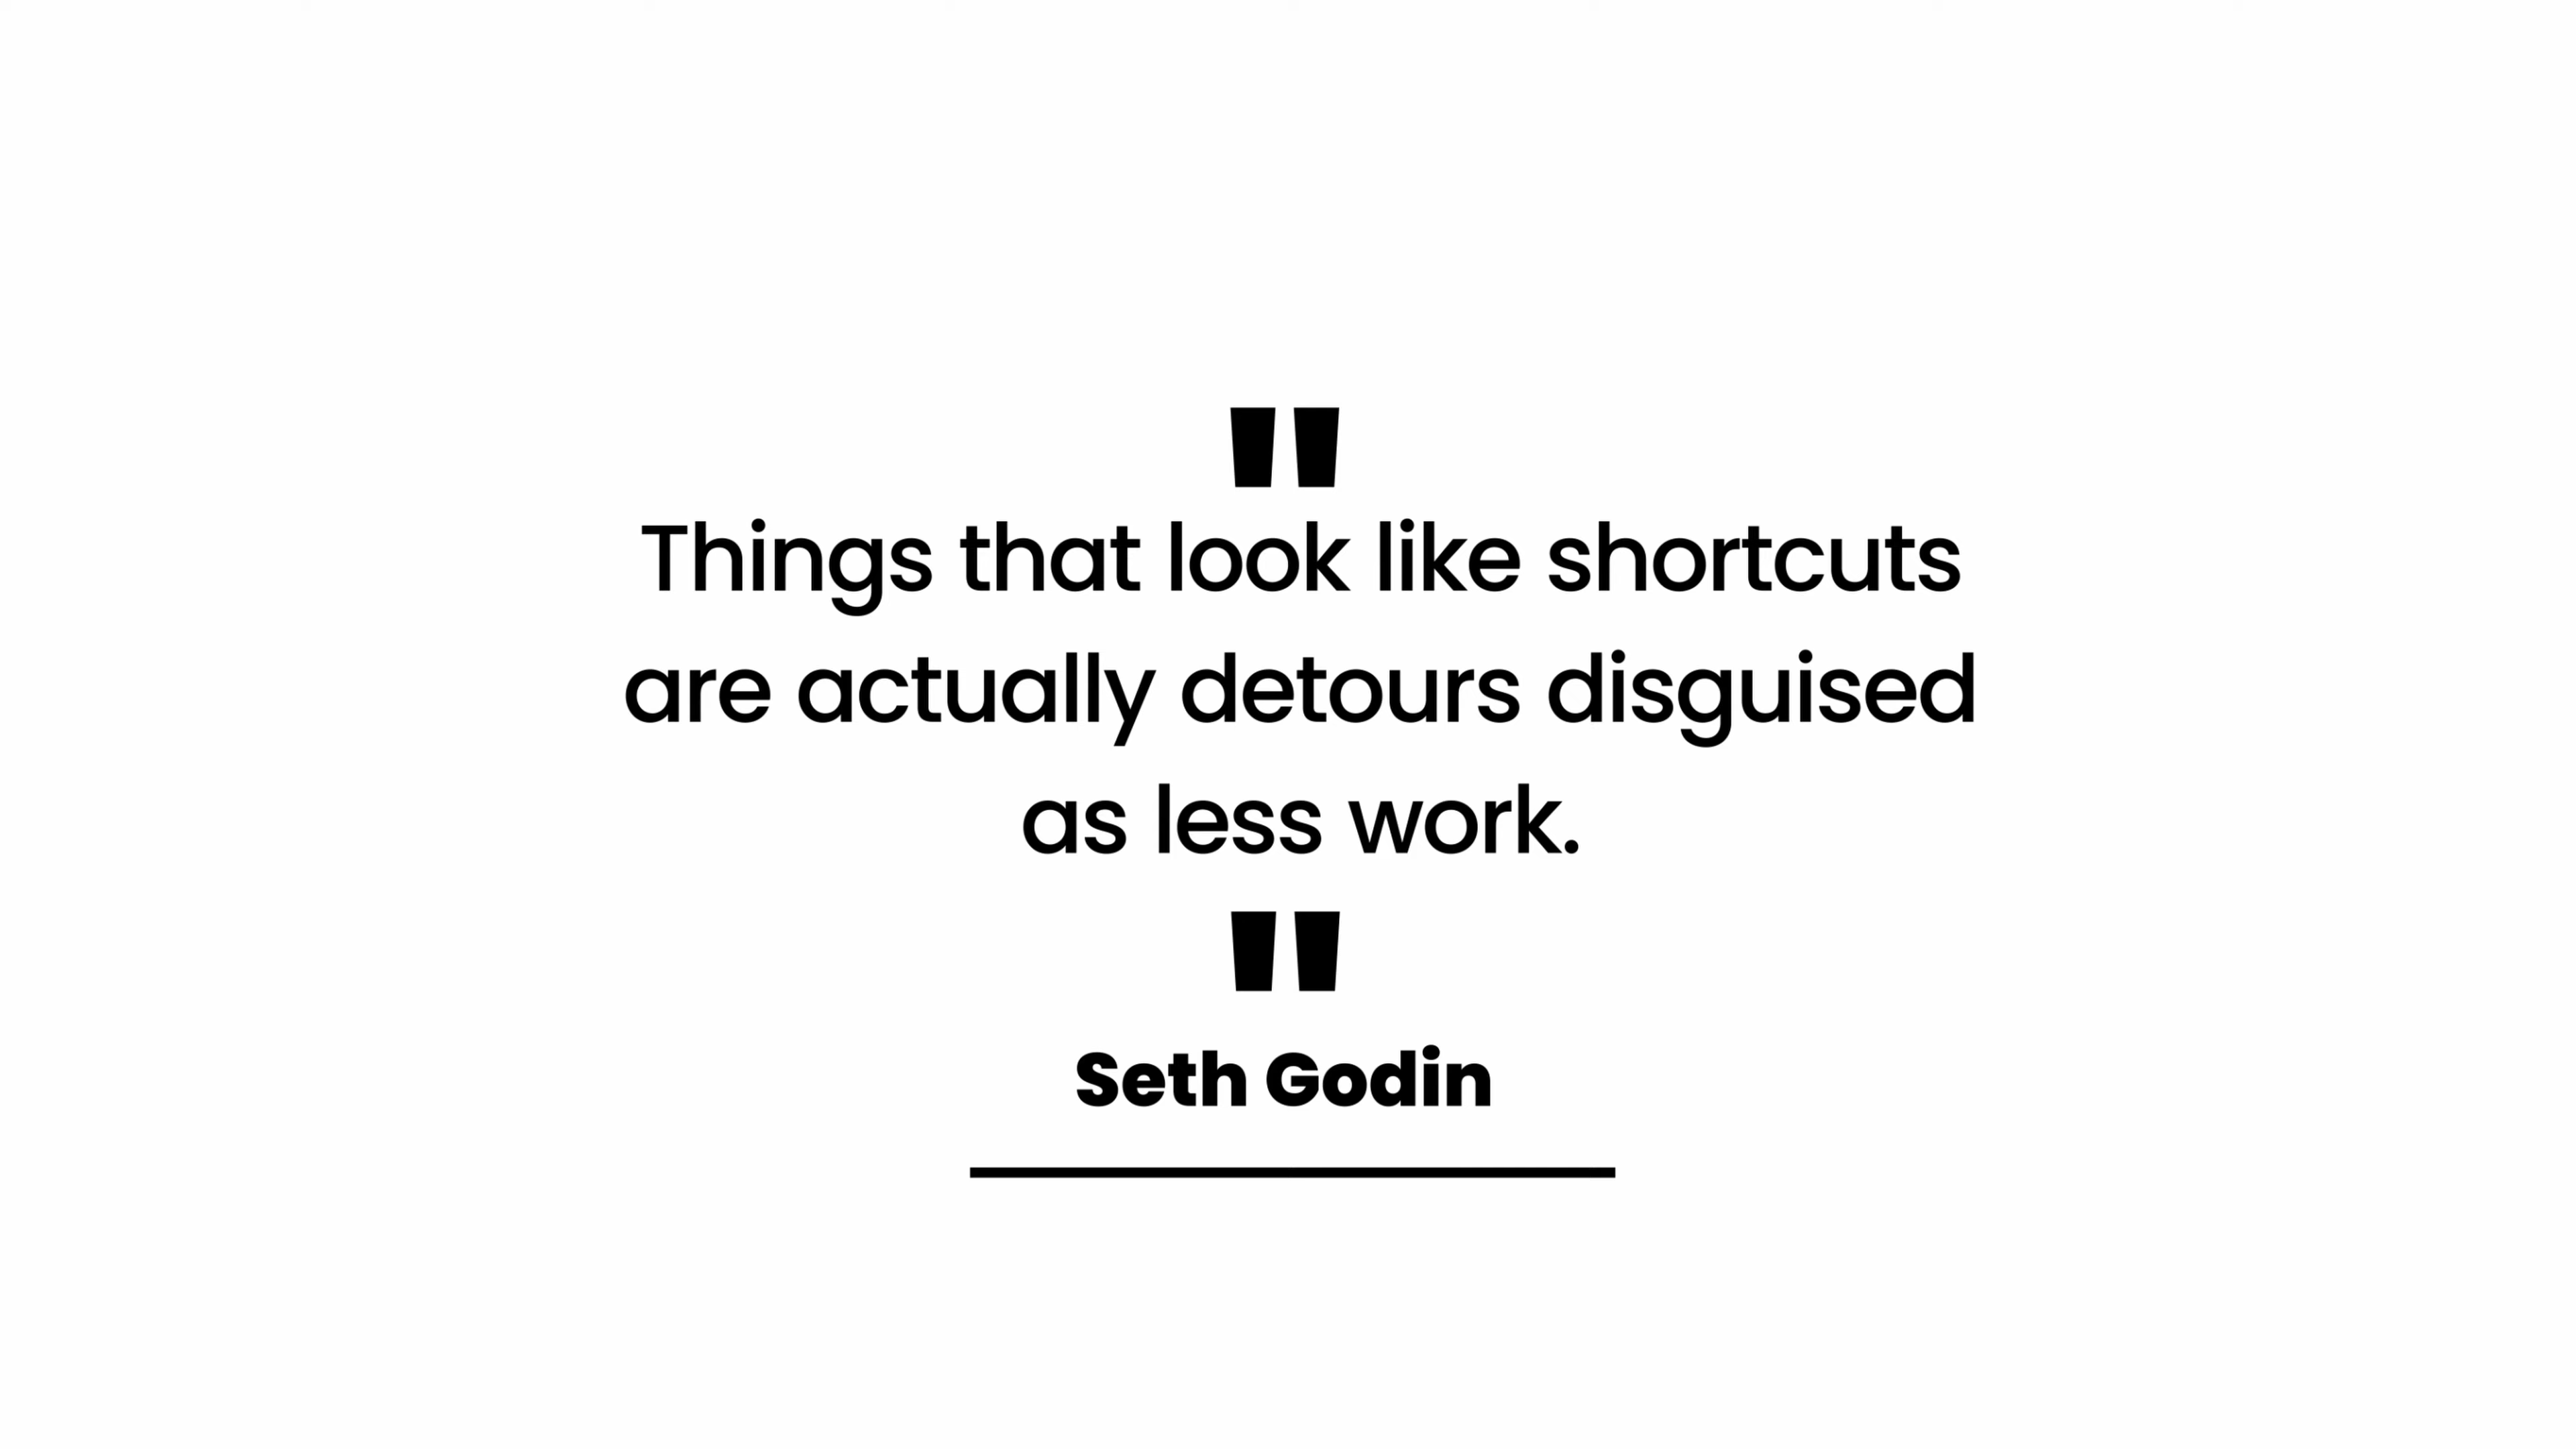 "
Things that look like shortcuts
are actually detours disguised
as less work.
"
Seth Godin